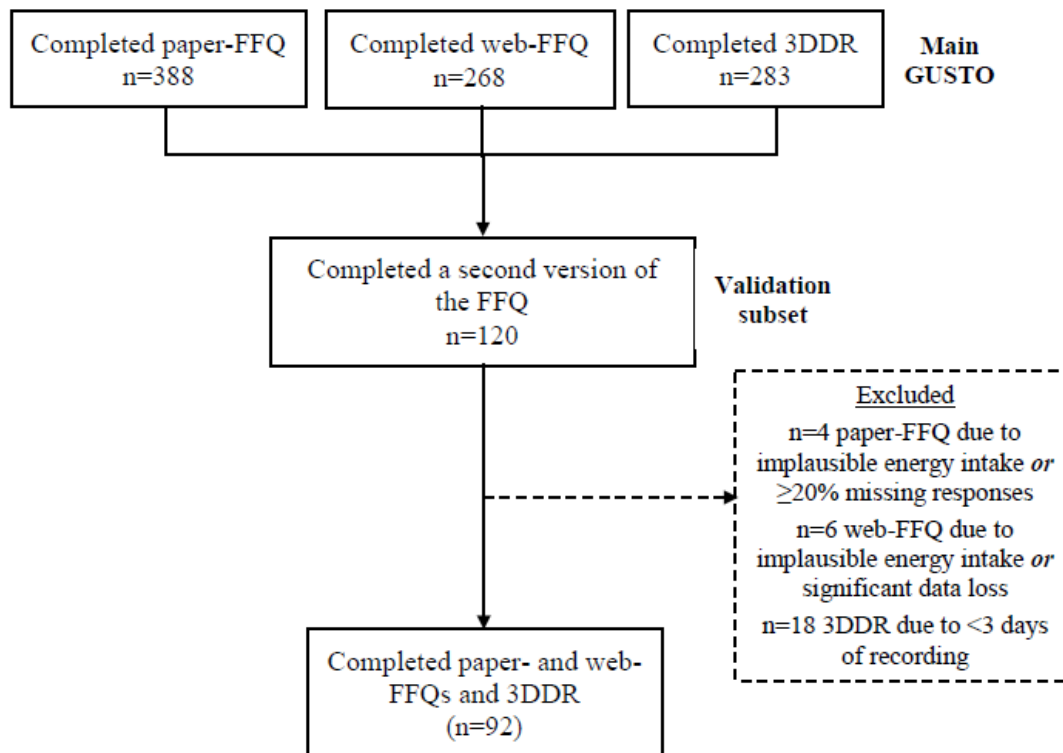 Completed paper-FFQ
n=388
Completed web-FFQ
n=268
Completed 3DDR
n=283
Main
GUSTO
Completed a second version of
the FFQ
n=120
Validation
subset
Excluded
n=4 paper-FFQ due to
implausible energy intake or
≥20% missing responses
n=6 web-FFQ due to
implausible energy intake or
significant data loss
n=18 3DDR due to <3 days
of recording
Completed paper- and web-
FFQs and 3DDR
(n=92)